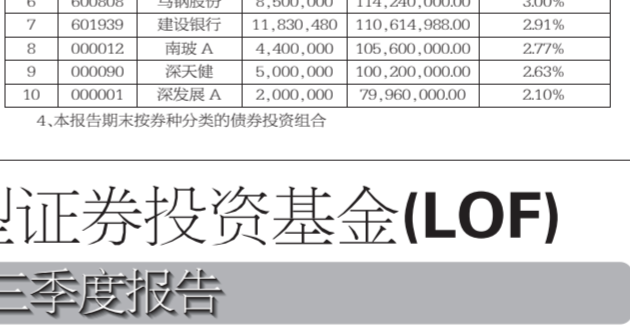 6 600808 马钢股份 8,500,000 114,240,000.00 3.00%
7 601939 建设银行 11,830,480 110,614,988.00 2.91%
8 000012 南玻 A 4,400,000 105,600,000.00 2.77%
9 000090 深天健 5,000,000 100,200,000.00 2.63%
10 000001 深发展 A 2,000,000 79,960,000.00 2.10%
4、本报告期末按券种分类的债券投资组合
型证券投资基金(LOF)
三季度报告